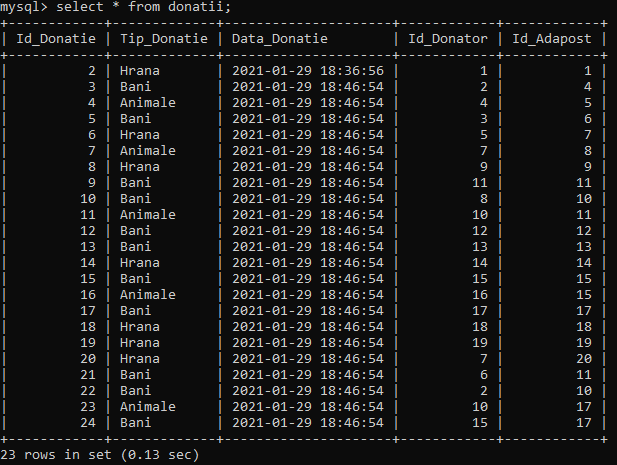 mysql> select * from donatii;
+------------+--------------+---------------------+------------+------------+
| Id_Donatie | Tip_Donatie | Data_Donatie | Id_Donator | Id_Adapost |
+------------+--------------+---------------------+------------+------------+
| 2 | Hrana | 2021-01-29 18:36:56 | 1 | 1 |
| 3 | Bani | 2021-01-29 18:46:54 | 2 | 4 |
| 4 | Animale | 2021-01-29 18:46:54 | 4 | 5 |
| 5 | Bani | 2021-01-29 18:46:54 | 3 | 6 |
| 6 | Hrana | 2021-01-29 18:46:54 | 5 | 7 |
| 7 | Animale | 2021-01-29 18:46:54 | 7 | 8 |
| 8 | Hrana | 2021-01-29 18:46:54 | 9 | 9 |
| 9 | Bani | 2021-01-29 18:46:54 | 11 | 11 |
| 10 | Bani | 2021-01-29 18:46:54 | 8 | 10 |
| 11 | Animale | 2021-01-29 18:46:54 | 10 | 11 |
| 12 | Bani | 2021-01-29 18:46:54 | 12 | 12 |
| 13 | Bani | 2021-01-29 18:46:54 | 13 | 13 |
| 14 | Hrana | 2021-01-29 18:46:54 | 14 | 14 |
| 15 | Bani | 2021-01-29 18:46:54 | 15 | 15 |
| 16 | Animale | 2021-01-29 18:46:54 | 16 | 15 |
| 17 | Bani | 2021-01-29 18:46:54 | 17 | 17 |
| 18 | Hrana | 2021-01-29 18:46:54 | 18 | 18 |
| 19 | Hrana | 2021-01-29 18:46:54 | 19 | 19 |
| 20 | Hrana | 2021-01-29 18:46:54 | 7 | 20 |
| 21 | Bani | 2021-01-29 18:46:54 | 6 | 11 |
| 22 | Bani | 2021-01-29 18:46:54 | 2 | 10 |
| 23 | Animale | 2021-01-29 18:46:54 | 10 | 17 |
| 24 | Bani | 2021-01-29 18:46:54 | 15 | 17 |
+------------+--------------+---------------------+------------+------------+
23 rows in set (0.13 sec)